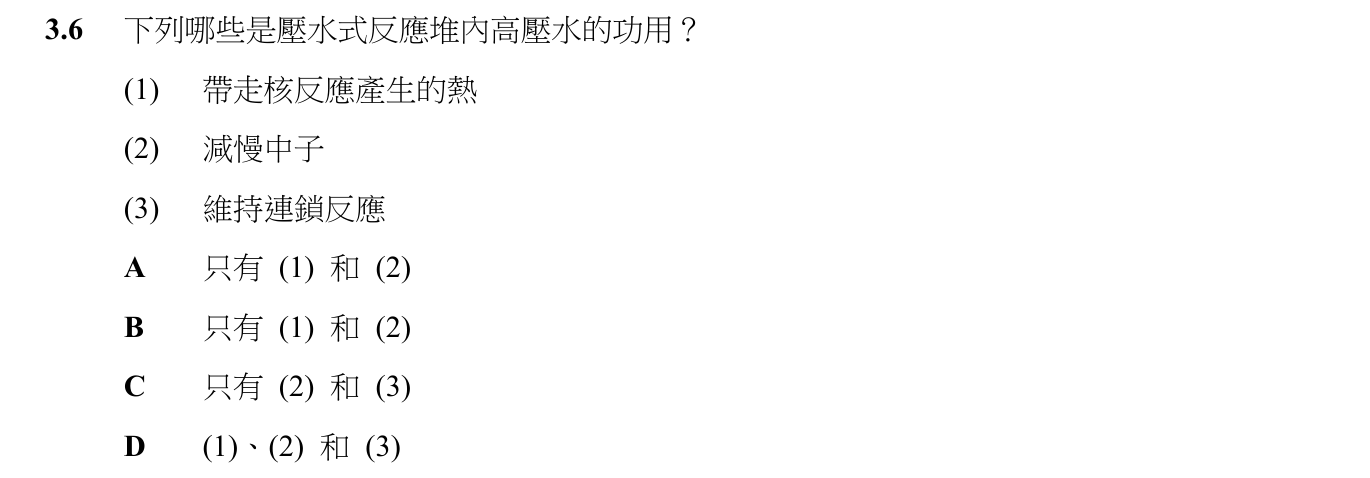 3.6 下列哪些是壓水式反應堆內高壓水的功用？
(1) 帶走核反應產生的熱
(2) 減慢中子
(3) 維持連鎖反應
A 只有 (1) 和 (2)
B 只有 (1) 和 (2)
C 只有 (2) 和 (3)
D (1)、(2) 和 (3)